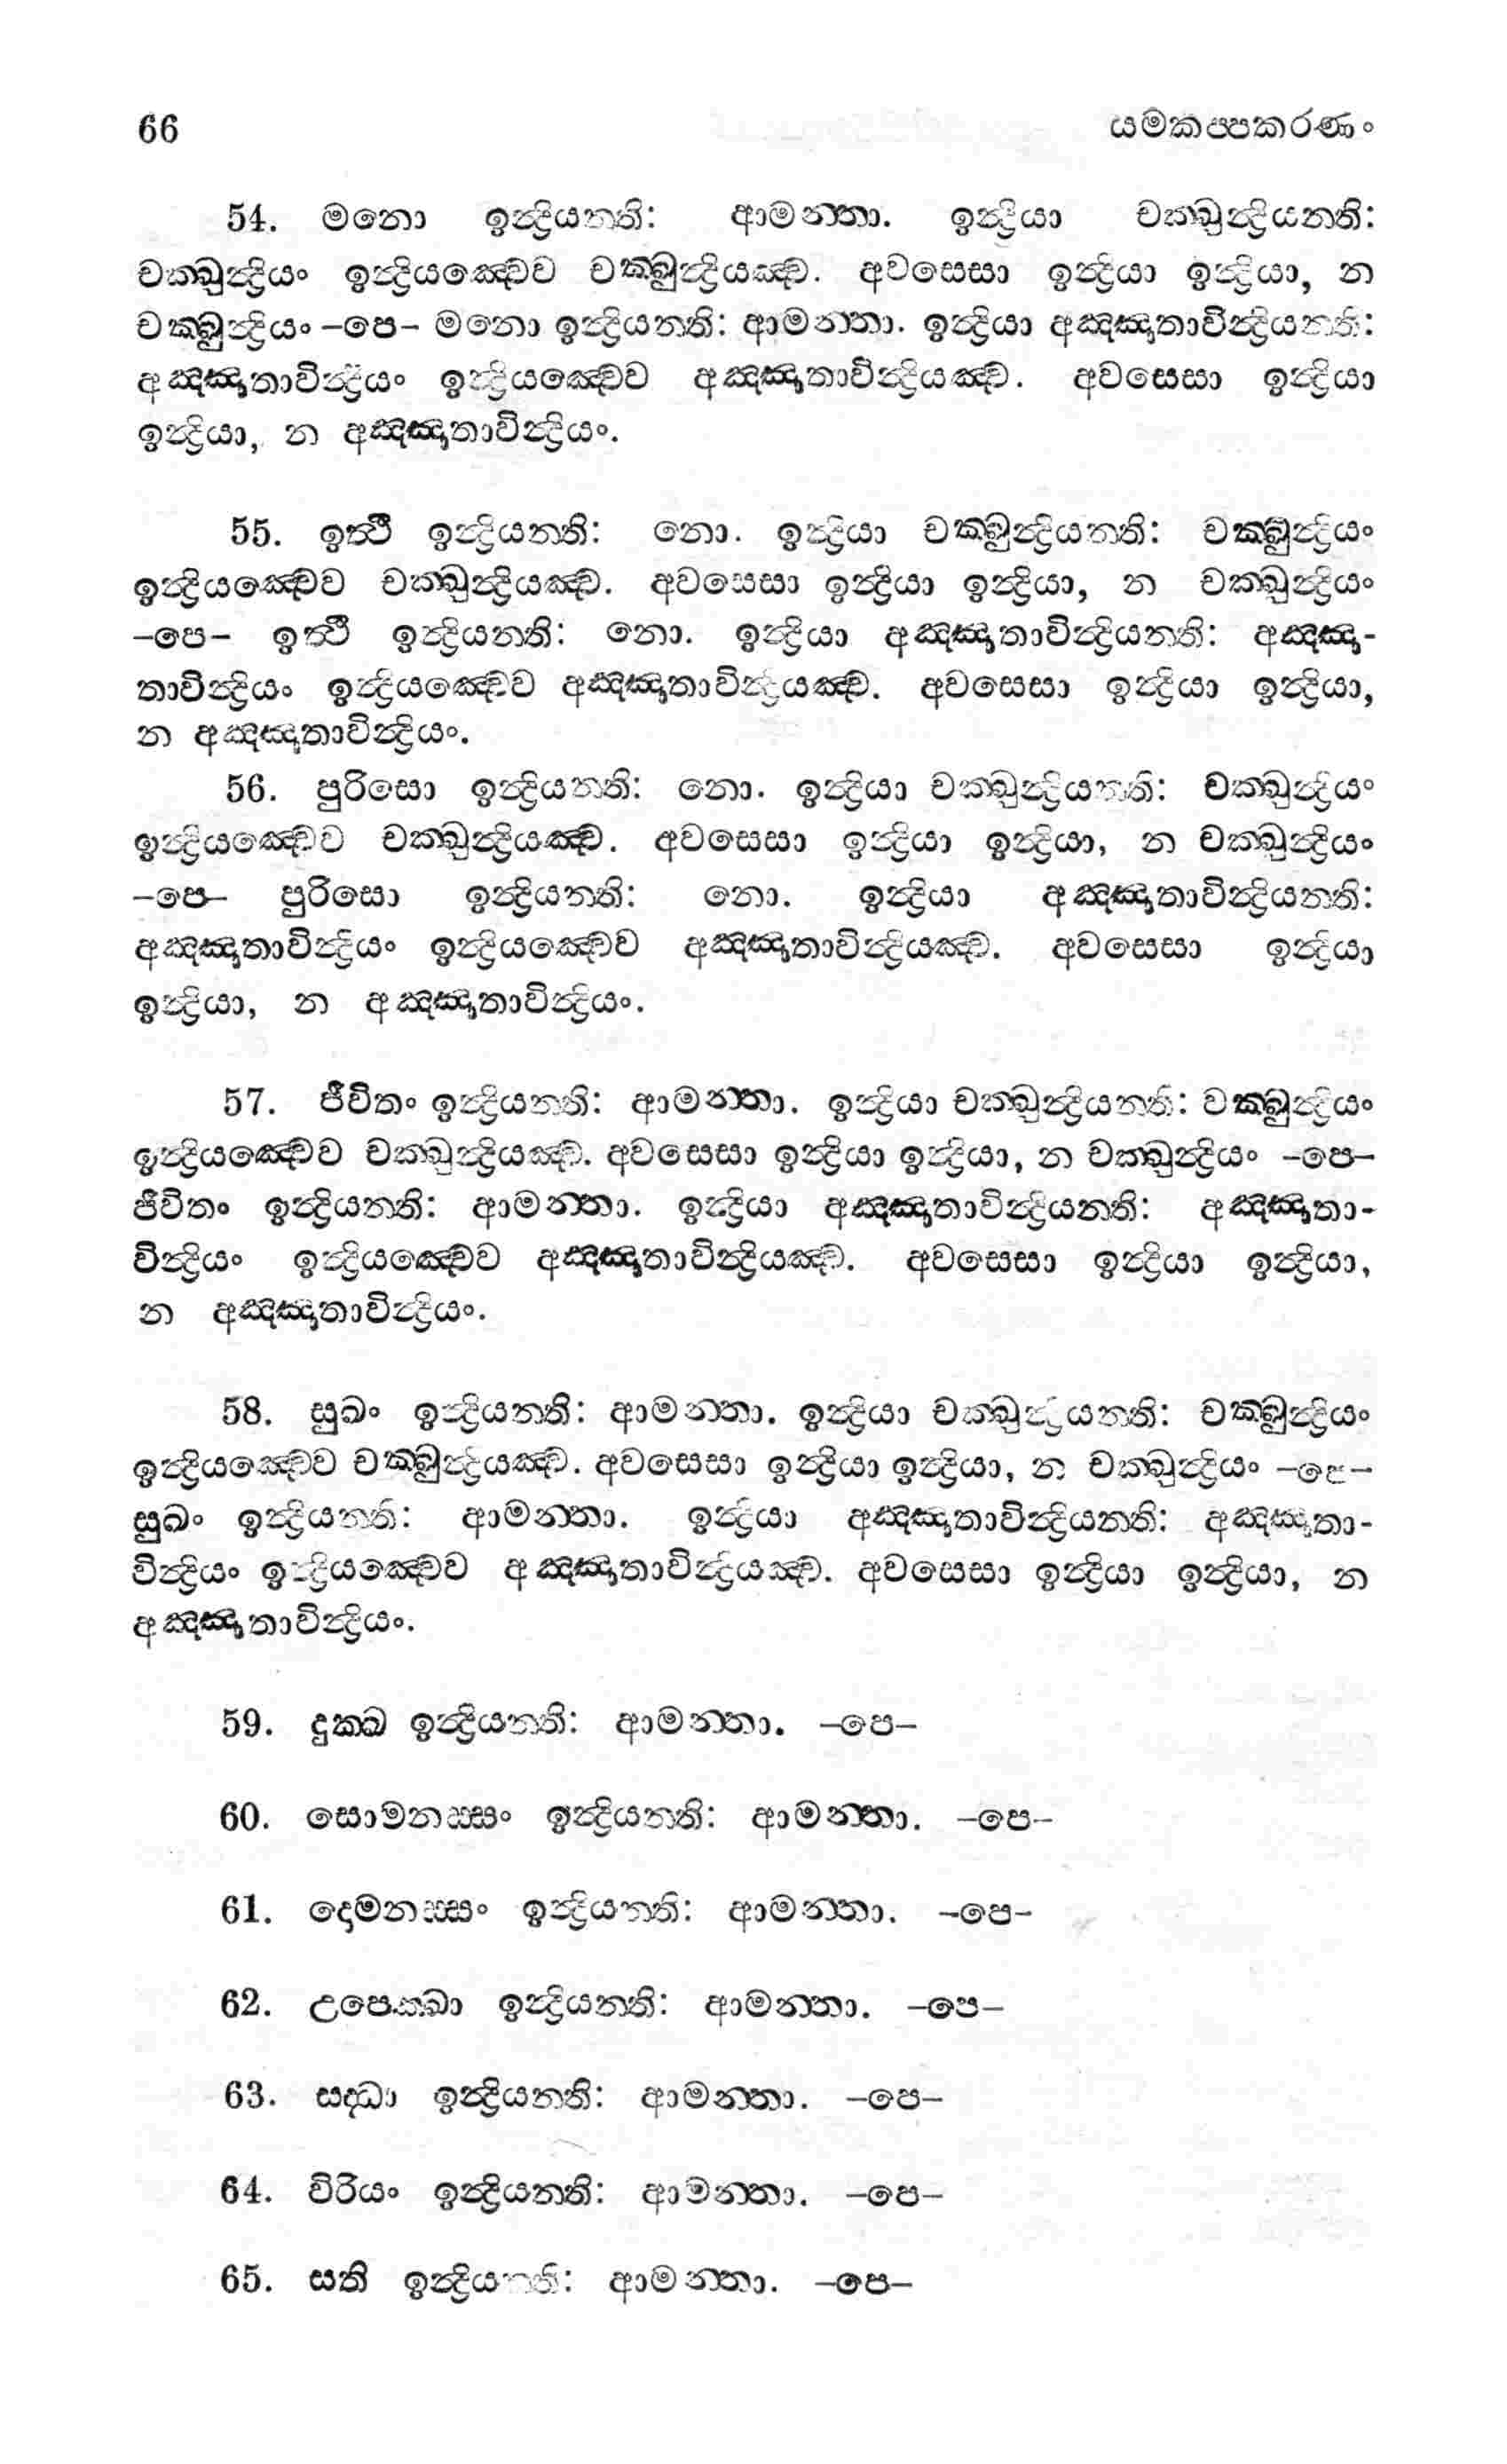 66 යමකප්පකරණං
54. මනො ඉන්ද්‍රියන්ති: ආමන්තා. ඉන්ද්‍රියා චක්ඛුන්ද්‍රියන්ති:
චක්ඛුන්ද්‍රියං ඉන්ද්‍රියඤ්චෙව චක්ඛුන්ද්‍රියඤ්ච. අවසෙසා ඉන්ද්‍රියා ඉන්ද්‍රියා, න
චක්ඛුන්ද්‍රියං -පෙ- මනො ඉන්ද්‍රියන්ති: ආමන්තා. ඉන්ද්‍රියා අඤ්ඤාතාවින්ද්‍රියන්ති:
අඤ්ඤාතාවින්ද්‍රියං ඉන්ද්‍රියඤ්චෙව අඤ්ඤාතාවින්ද්‍රියඤ්ච. අවසෙසා ඉන්ද්‍රියා
ඉන්ද්‍රියා, න අඤ්ඤාතාවින්ද්‍රියං.
55. ඉත්ථි ඉන්ද්‍රියන්ති: නො. ඉන්ද්‍රියා චක්ඛුන්ද්‍රියන්ති: චක්ඛුන්ද්‍රියං
ඉන්ද්‍රියඤ්චෙව චක්ඛුන්ද්‍රියඤ්ච. අවසෙසා ඉන්ද්‍රියා ඉන්ද්‍රියා, න චක්ඛුන්ද්‍රියං
-පෙ- ඉත්ථි ඉන්ද්‍රියන්ති: නො. ඉන්ද්‍රියා අඤ්ඤාතාවින්ද්‍රියන්ති: අඤ්ඤා-
තාවින්ද්‍රියං ඉන්ද්‍රියඤ්චෙව අඤ්ඤාතාවින්ද්‍රියඤ්ච. අවසෙසා ඉන්ද්‍රියා ඉන්ද්‍රියා,
න අඤ්ඤාතාවින්ද්‍රියං.
56. පුරිසො ඉන්ද්‍රියන්ති: නො. ඉන්ද්‍රියා චක්ඛුන්ද්‍රියන්ති: චක්ඛුන්ද්‍රියං
ඉන්ද්‍රියඤ්චෙව චක්ඛුන්ද්‍රියඤ්ච. අවසෙසා ඉන්ද්‍රියා ඉන්ද්‍රියා, න චක්ඛුන්ද්‍රියං
-පෙ- පුරිසො ඉන්ද්‍රියන්ති: නො. ඉන්ද්‍රියා අඤ්ඤාතාවින්ද්‍රියන්ති:
අඤ්ඤාතාවින්ද්‍රියං ඉන්ද්‍රියඤ්චෙව අඤ්ඤාතාවින්ද්‍රියඤ්ච. අවසෙසා ඉන්ද්‍රියා
ඉන්ද්‍රියා, න අඤ්ඤාතාවින්ද්‍රියං.
57. ජීවිතං ඉන්ද්‍රියන්ති: ආමන්තා. ඉන්ද්‍රියා චක්ඛුන්ද්‍රියන්ති: චක්ඛුන්ද්‍රියං
ඉන්ද්‍රියඤ්චෙව චක්ඛුන්ද්‍රියඤ්ච. අවසෙසා ඉන්ද්‍රියා ඉන්ද්‍රියා, න චක්ඛුන්ද්‍රියං -පෙ-
ජීවිතං ඉන්ද්‍රියන්ති: ආමන්තා. ඉන්ද්‍රියා අඤ්ඤාතාවින්ද්‍රියන්ති: අඤ්ඤාතා-
වින්ද්‍රියං ඉන්ද්‍රියඤ්චෙව අඤ්ඤාතාවින්ද්‍රියඤ්ච. අවසෙසා ඉන්ද්‍රියා ඉන්ද්‍රියා,
න අඤ්ඤාතාවින්ද්‍රියං.
58. සුඛං ඉන්ද්‍රියන්ති: ආමන්තා. ඉන්ද්‍රියා චක්ඛුන්ද්‍රියන්ති: චක්ඛුන්ද්‍රියං
ඉන්ද්‍රියඤ්චෙව චක්ඛුන්ද්‍රියඤ්ච. අවසෙසා ඉන්ද්‍රියා ඉන්ද්‍රියා, න චක්ඛුන්ද්‍රියං -පෙ-
සුඛං ඉන්ද්‍රියන්ති: ආමන්තා. ඉන්ද්‍රියා අඤ්ඤාතාවින්ද්‍රියන්ති: අඤ්ඤාතා-
වින්ද්‍රියං ඉන්ද්‍රියඤ්චෙව අඤ්ඤාතාවින්ද්‍රියඤ්ච. අවසෙසා ඉන්ද්‍රියා ඉන්ද්‍රියා, න
අඤ්ඤාතාවින්ද්‍රියං.
59. දුක්ඛ ඉන්ද්‍රියන්ති: ආමන්තා. -පෙ-
60. සොමනස්සං ඉන්ද්‍රියන්ති: ආමන්තා. -පෙ-
61. දොමනස්සං ඉන්ද්‍රියන්ති: ආමන්තා. -පෙ-
62. උපෙක්ඛා ඉන්ද්‍රියන්ති: ආමන්තා. -පෙ-
63. සද්ධා ඉන්ද්‍රියන්ති: ආමන්තා. -පෙ-
64. විරියං ඉන්ද්‍රියන්ති: ආමන්තා. -පෙ-
65. සති ඉන්ද්‍රියන්ති: ආමන්තා. -පෙ-